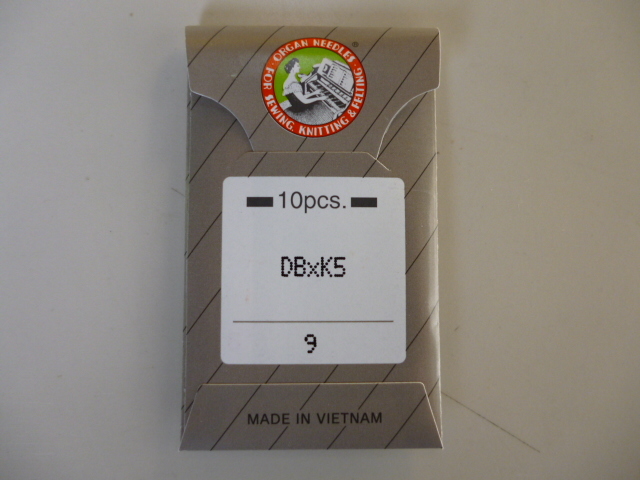 ORGAN NEEDLES
· FOR SEWING, KNITTING & FELTING ·
®
10pcs.
DBxK5
9
MADE IN VIETNAM